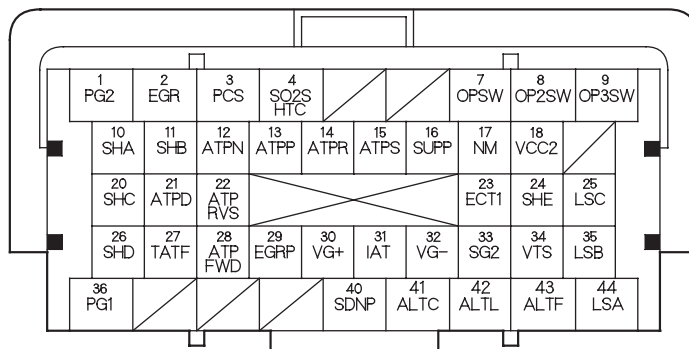 1 2 3 4 7 8 9
PG2 EGR PCS SO2S HTC OPSW OP2SW OP3SW
10 11 12 13 14 15 16 17 18
SHA SHB ATPN ATPP ATPR ATPS SUPP NM VCC2
20 21 22 23 24 25
SHC ATPD ATP RVS ECT1 SHE LSC
26 27 28 29 30 31 32 33 34 35
SHD TATF ATP FWD EGRP VG+ IAT VG- SG2 VTS LSB
36 40 41 42 43 44
PG1 SDNP ALTC ALTL ALTF LSA